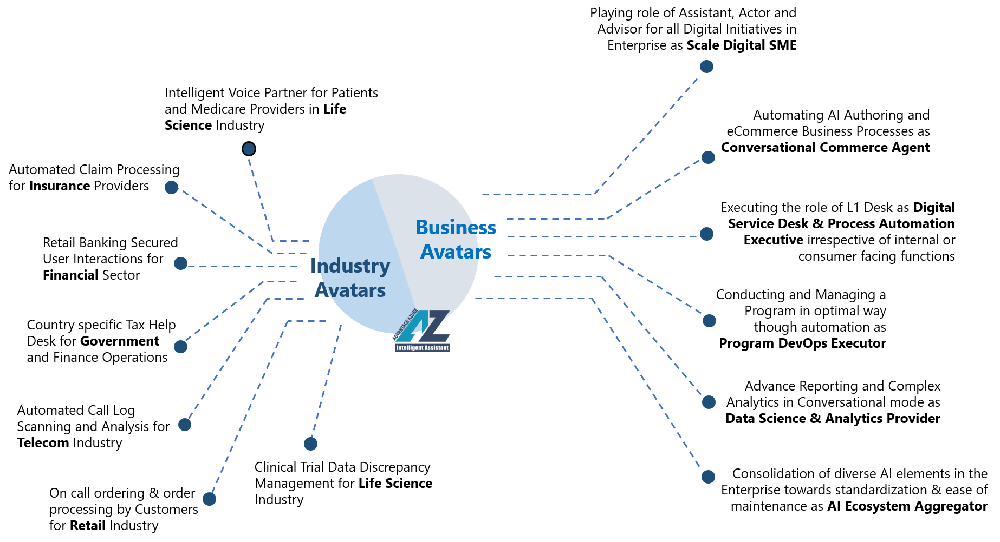 Playing role of Assistant, Actor and
Advisor for all Digital Initiatives in
Enterprise as Scale Digital SME
Intelligent Voice Partner for Patients
and Medicare Providers in Life
Science Industry
Automating AI Authoring and
eCommerce Business Processes as
Conversational Commerce Agent
Automated Claim Processing
for Insurance Providers
Executing the role of L1 Desk as Digital
Service Desk & Process Automation
Executive irrespective of internal or
consumer facing functions
Business
Avatars
Retail Banking Secured
User Interactions for
Financial Sector
Industry
Avatars
Conducting and Managing a
Program in optimal way
though automation as
Program DevOps Executor
ADVANTAGE AZURE
AZ
Intelligent Assistant
Country specific Tax Help
Desk for Government
and Finance Operations
Advance Reporting and Complex
Analytics in Conversational mode as
Data Science & Analytics Provider
Automated Call Log
Scanning and Analysis for
Telecom Industry
Clinical Trial Data Discrepancy
Management for Life Science
Industry
Consolidation of diverse AI elements in the
Enterprise towards standardization & ease of
maintenance as AI Ecosystem Aggregator
On call ordering & order
processing by Customers
for Retail Industry